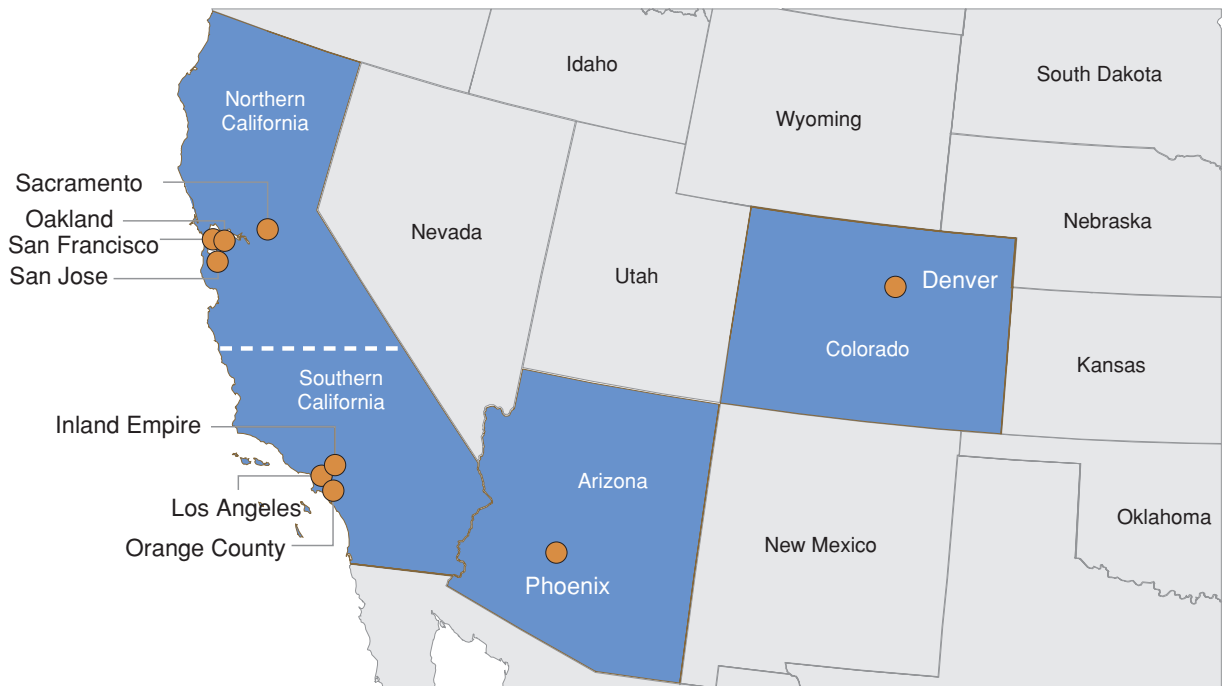 Idaho
South Dakota
Northern
California
Wyoming
Sacramento
Oakland
San Francisco
San Jose
Nevada
Nebraska
Utah
Denver
Colorado
Kansas
Southern
California
Inland Empire
Los Angeles
Orange County
Arizona
Oklahoma
New Mexico
Phoenix